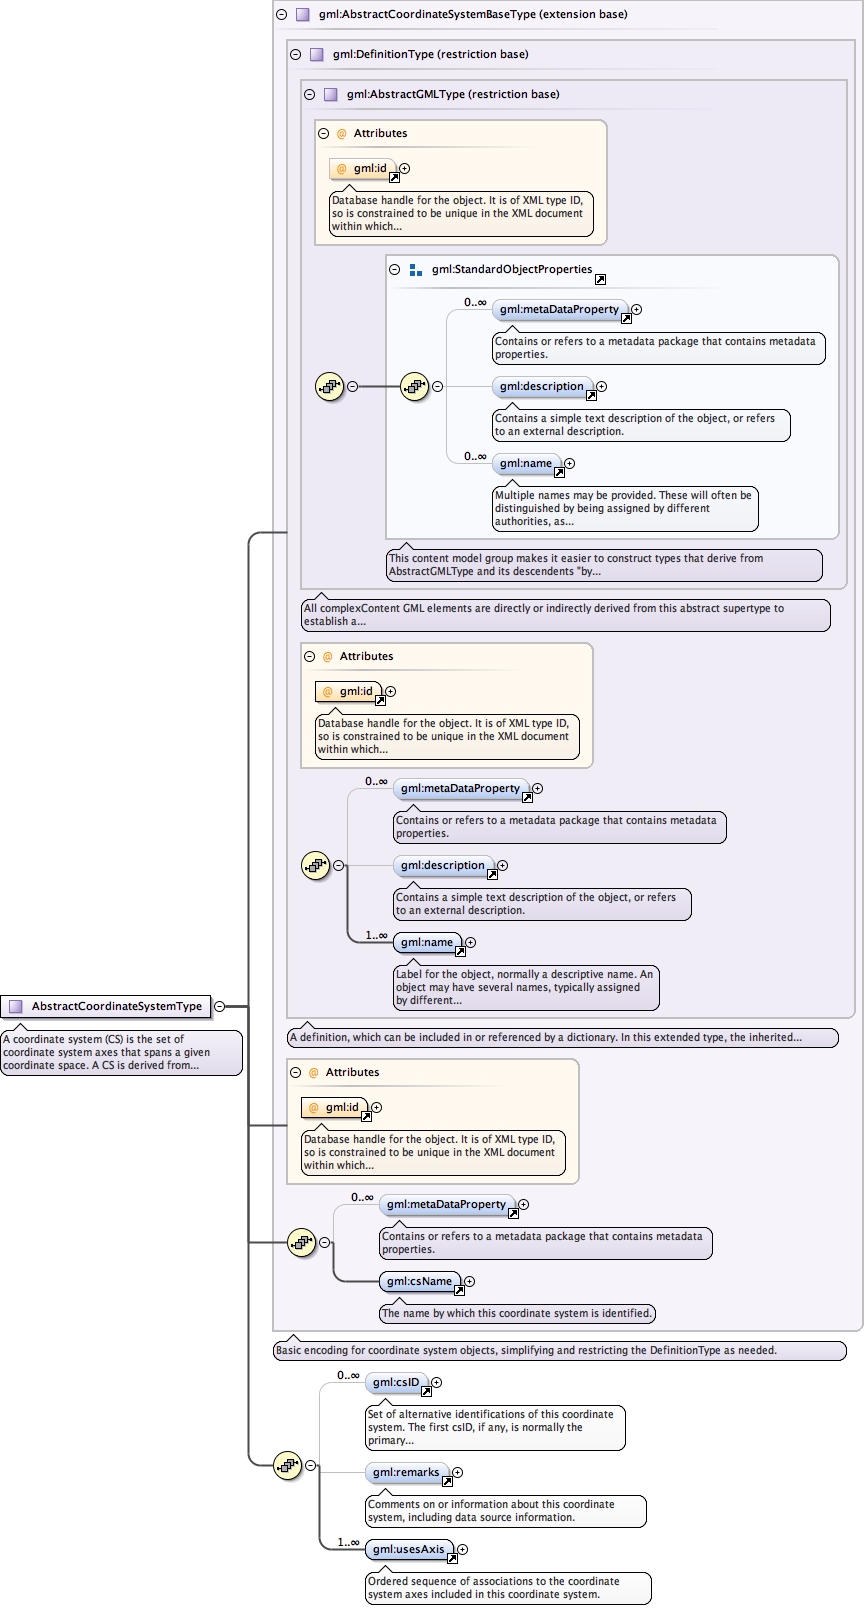 gml:AbstractCoordinateSystemBaseType (extension base)
gml:DefinitionType (restriction base)
gml:AbstractGMLType (restriction base)
@ Attributes
@ gml:id
Database handle for the object. It is of XML type ID,
so is constrained to be unique in the XML document
within which...
gml:StandardObjectProperties
0..∞
gml:metaDataProperty
Contains or refers to a metadata package that contains metadata
properties.
gml:description
Contains a simple text description of the object, or refers
to an external description.
0..∞
gml:name
Multiple names may be provided. These will often be
distinguished by being assigned by different
authorities, as...
This content model group makes it easier to construct types that derive from
AbstractGMLType and its descendents "by...
All complexContent GML elements are directly or indirectly derived from this abstract supertype to
establish a...
@ Attributes
@ gml:id
Database handle for the object. It is of XML type ID,
so is constrained to be unique in the XML document
within which...
0..∞
gml:metaDataProperty
Contains or refers to a metadata package that contains metadata
properties.
gml:description
Contains a simple text description of the object, or refers
to an external description.
1..∞
gml:name
Label for the object, normally a descriptive name. An
object may have several names, typically assigned
by different...
AbstractCoordinateSystemType
A coordinate system (CS) is the set of
coordinate system axes that spans a given
coordinate space. A CS is derived from...
A definition, which can be included in or referenced by a dictionary. In this extended type, the inherited...
@ Attributes
@ gml:id
Database handle for the object. It is of XML type ID,
so is constrained to be unique in the XML document
within which...
0..∞
gml:metaDataProperty
Contains or refers to a metadata package that contains metadata
properties.
gml:csName
The name by which this coordinate system is identified.
Basic encoding for coordinate system objects, simplifying and restricting the DefinitionType as needed.
0..∞
gml:csID
Set of alternative identifications of this coordinate
system. The first csID, if any, is normally the
primary...
gml:remarks
Comments on or information about this coordinate
system, including data source information.
1..∞
gml:usesAxis
Ordered sequence of associations to the coordinate
system axes included in this coordinate system.